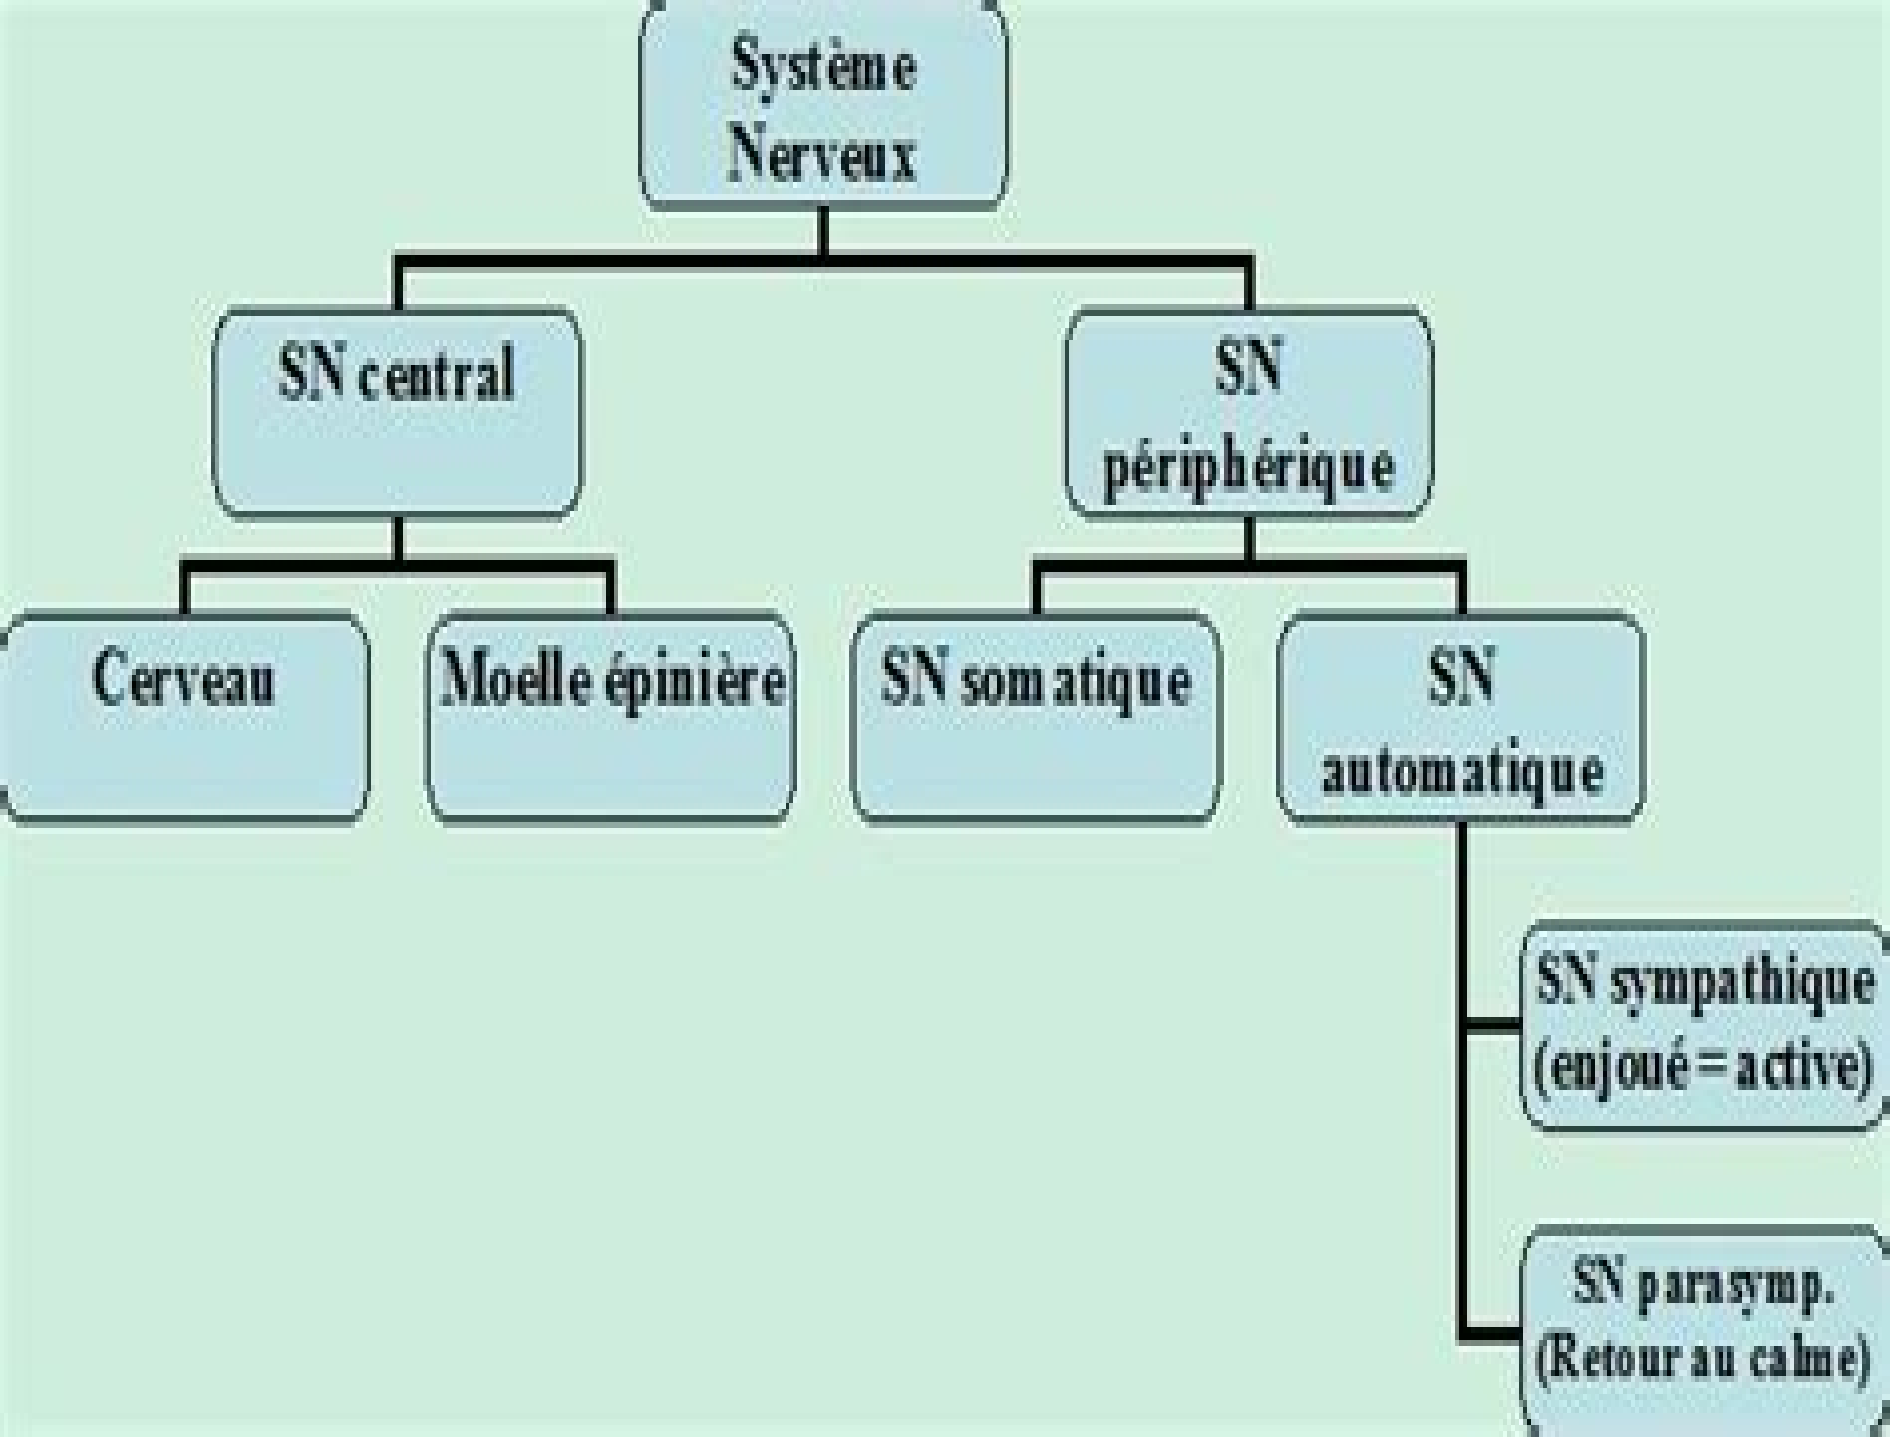 Système
Nerveux
SN central
SN
périphérique
Cerveau
Moelle épinière
SN somatique
SN
automatique
SN sympathique
(enjoué = active)
SN parasymp.
(Retour au calme)